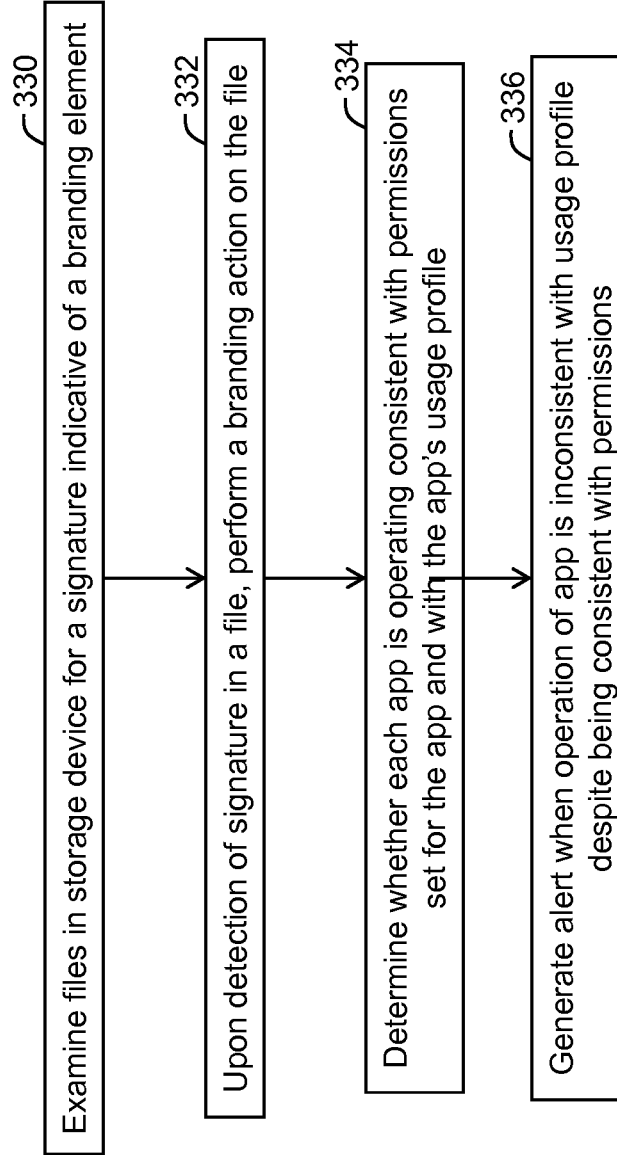 330
Examine files in storage device for a signature indicative of a branding element
332
Upon detection of signature in a file, perform a branding action on the file
334
Determine whether each app is operating consistent with permissions
set for the app and with the app's usage profile
336
Generate alert when operation of app is inconsistent with usage profile
despite being consistent with permissions